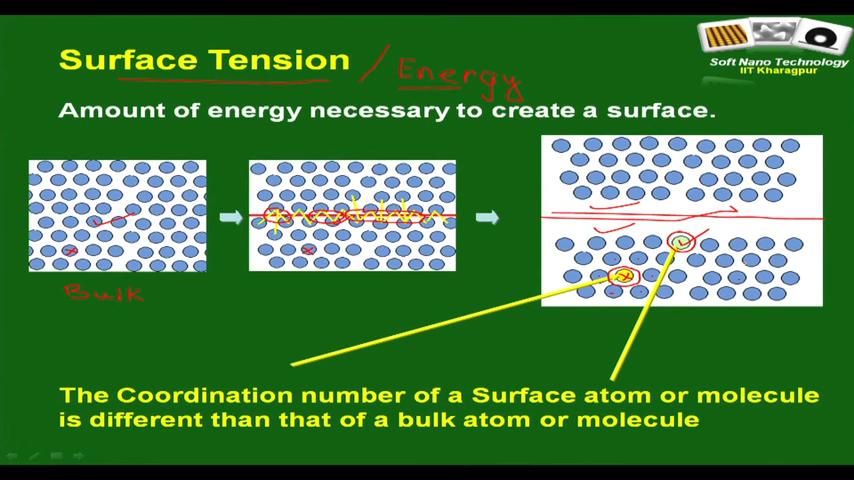 Surface Tension / Energy
Soft Nano Technology
IIT Kharagpur
Amount of energy necessary to create a surface.
Bulk
The Coordination number of a Surface atom or molecule
is different than that of a bulk atom or molecule